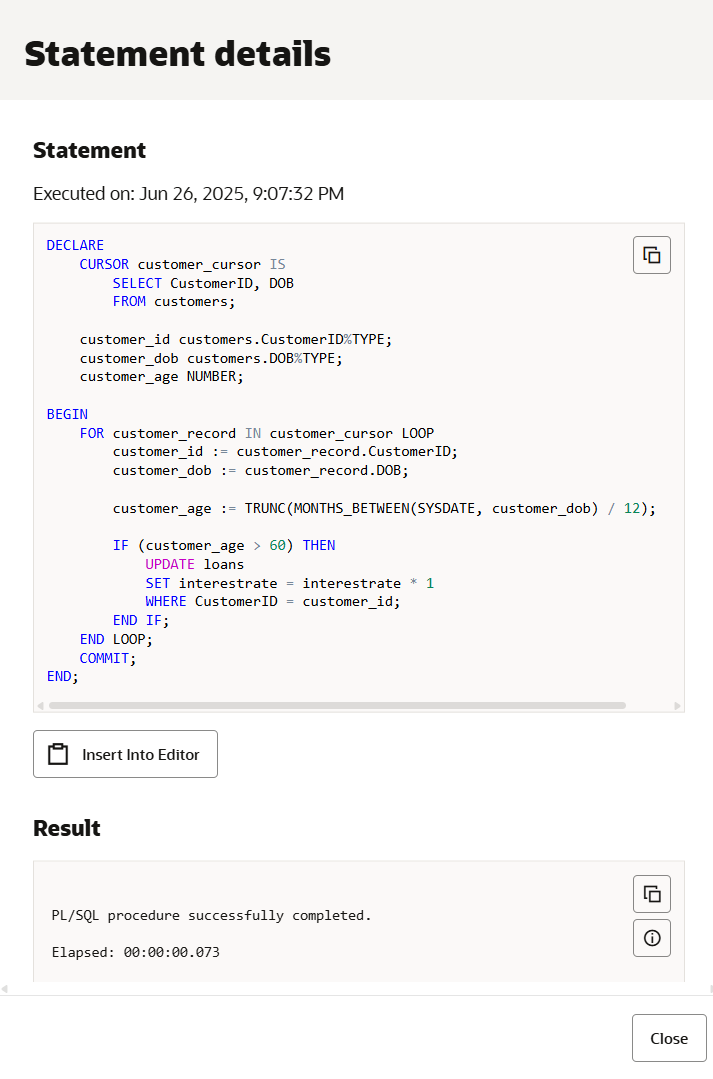 Statement details
Statement
Executed on: Jun 26, 2025, 9:07:32 PM
DECLARE
    CURSOR customer_cursor IS
        SELECT CustomerID, DOB
        FROM customers;

    customer_id customers.CustomerID%TYPE;
    customer_dob customers.DOB%TYPE;
    customer_age NUMBER;

BEGIN
    FOR customer_record IN customer_cursor LOOP
        customer_id := customer_record.CustomerID;
        customer_dob := customer_record.DOB;

        customer_age := TRUNC(MONTHS_BETWEEN(SYSDATE, customer_dob) / 12);

        IF (customer_age > 60) THEN
            UPDATE loans
            SET interestrate = interestrate * 1
            WHERE CustomerID = customer_id;
        END IF;
    END LOOP;
    COMMIT;
END;
Insert Into Editor
Result
PL/SQL procedure successfully completed.
Elapsed: 00:00:00.073
Close